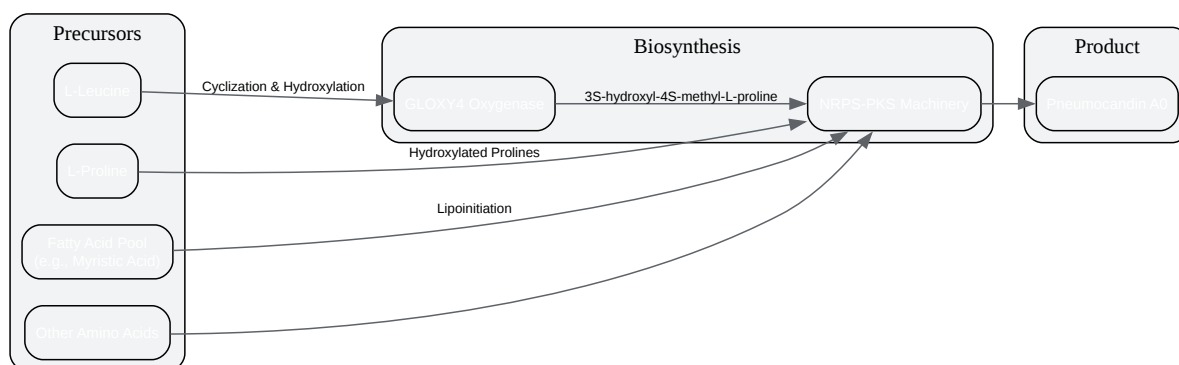 Precursors
L-Leucine
L-Proline
Fatty Acid Pool
(e.g., Myristic Acid)
Other Amino Acids
Cyclization & Hydroxylation
Hydroxylated Prolines
Lipoinitiation
Biosynthesis
GLOXY4 Oxygenase
3S-hydroxyl-4S-methyl-L-proline
NRPS-PKS Machinery
Product
Pneumocandin A0